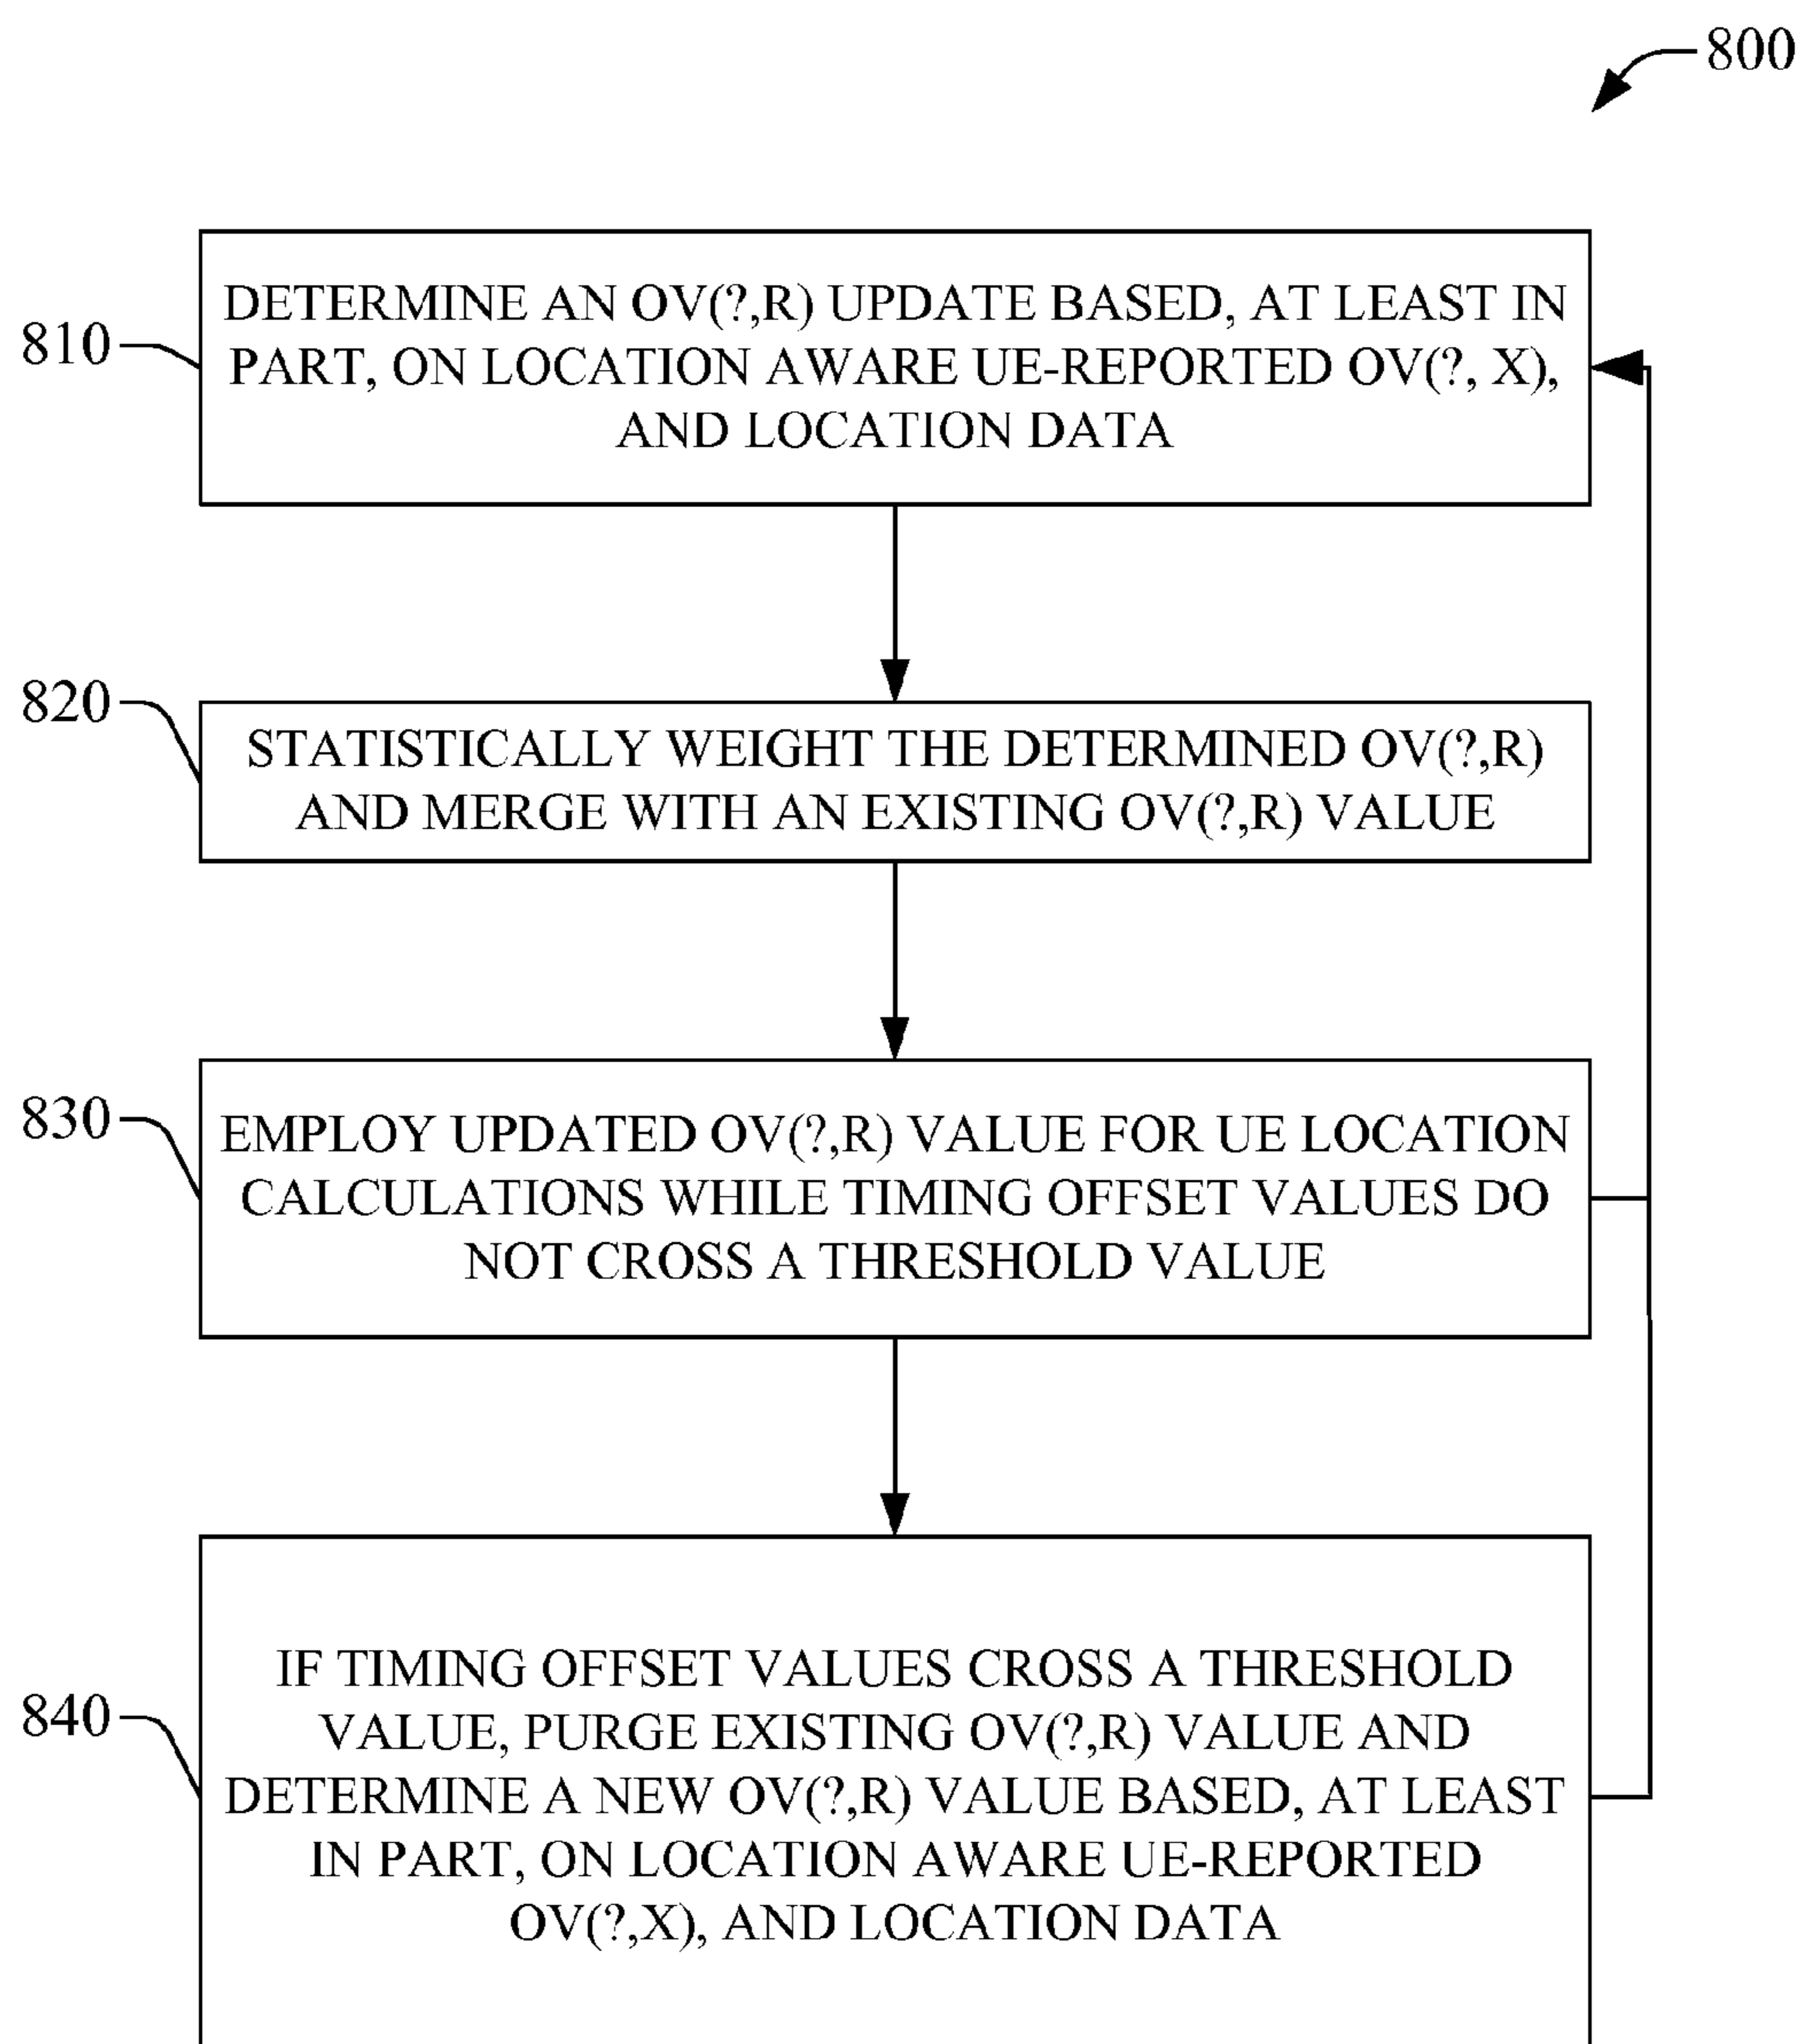 800
810
DETERMINE AN OV(?,R) UPDATE BASED, AT LEAST IN
PART, ON LOCATION AWARE UE-REPORTED OV(?, X),
AND LOCATION DATA
820
STATISTICALLY WEIGHT THE DETERMINED OV(?,R)
AND MERGE WITH AN EXISTING OV(?,R) VALUE
830
EMPLOY UPDATED OV(?,R) VALUE FOR UE LOCATION
CALCULATIONS WHILE TIMING OFFSET VALUES DO
NOT CROSS A THRESHOLD VALUE
840
IF TIMING OFFSET VALUES CROSS A THRESHOLD
VALUE, PURGE EXISTING OV(?,R) VALUE AND
DETERMINE A NEW OV(?,R) VALUE BASED, AT LEAST
IN PART, ON LOCATION AWARE UE-REPORTED
OV(?,X), AND LOCATION DATA